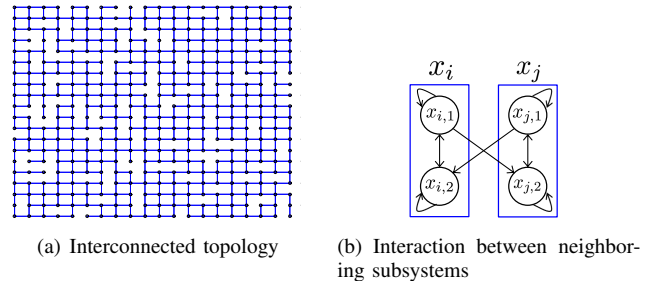 x_i x_j
x_{i,1} x_{j,1}
x_{i,2} x_{j,2}
(a) Interconnected topology
(b) Interaction between neighbor-
ing subsystems